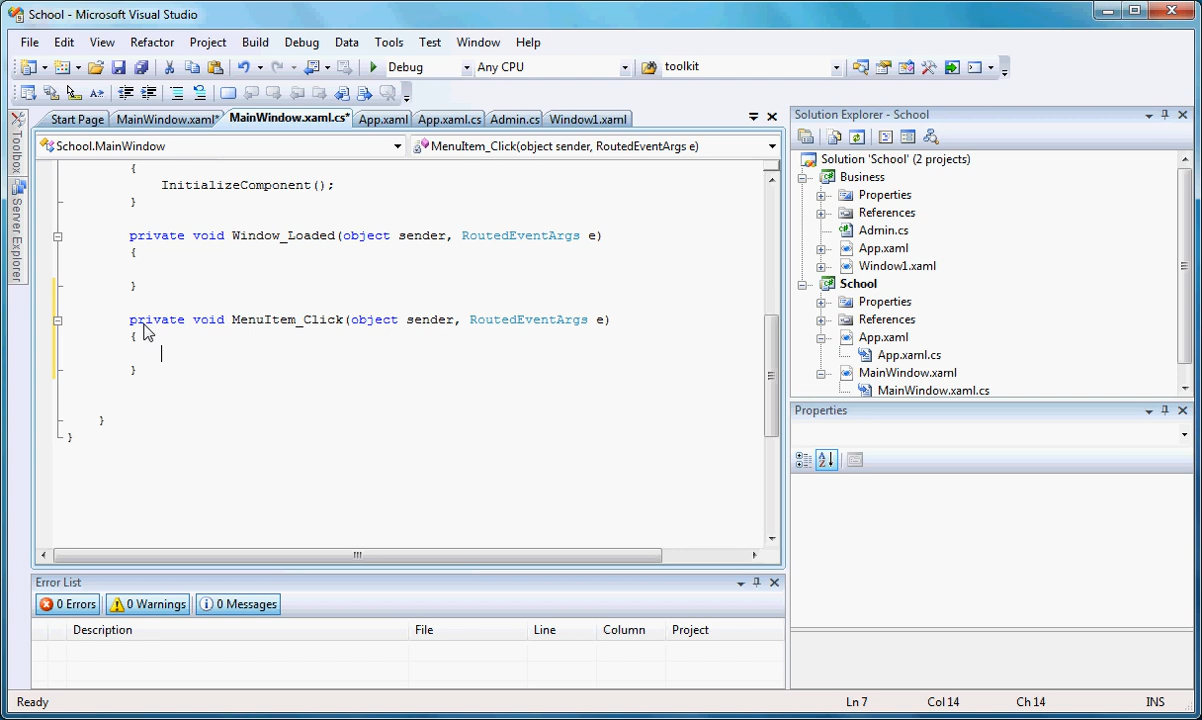 School - Microsoft Visual Studio
File Edit View Refactor Project Build Debug Data Tools Test Window Help
Debug Any CPU toolkit
Start Page MainWindow.xaml* MainWindow.xaml.cs* App.xaml App.xaml.cs Admin.cs Window1.xaml
School.MainWindow MenuItem_Click(object sender, RoutedEventArgs e)
{
InitializeComponent();
}
private void Window_Loaded(object sender, RoutedEventArgs e)
{
}
private void MenuItem_Click(object sender, RoutedEventArgs e)
{
}
}
}
Toolbox
Server Explorer
Solution Explorer - School
Solution 'School' (2 projects)
Business
Properties
References
Admin.cs
App.xaml
Window1.xaml
School
Properties
References
App.xaml
App.xaml.cs
MainWindow.xaml
MainWindow.xaml.cs
Properties
Error List
0 Errors 0 Warnings 0 Messages
Description File Line Column Project
Ready Ln 7 Col 14 Ch 14 INS